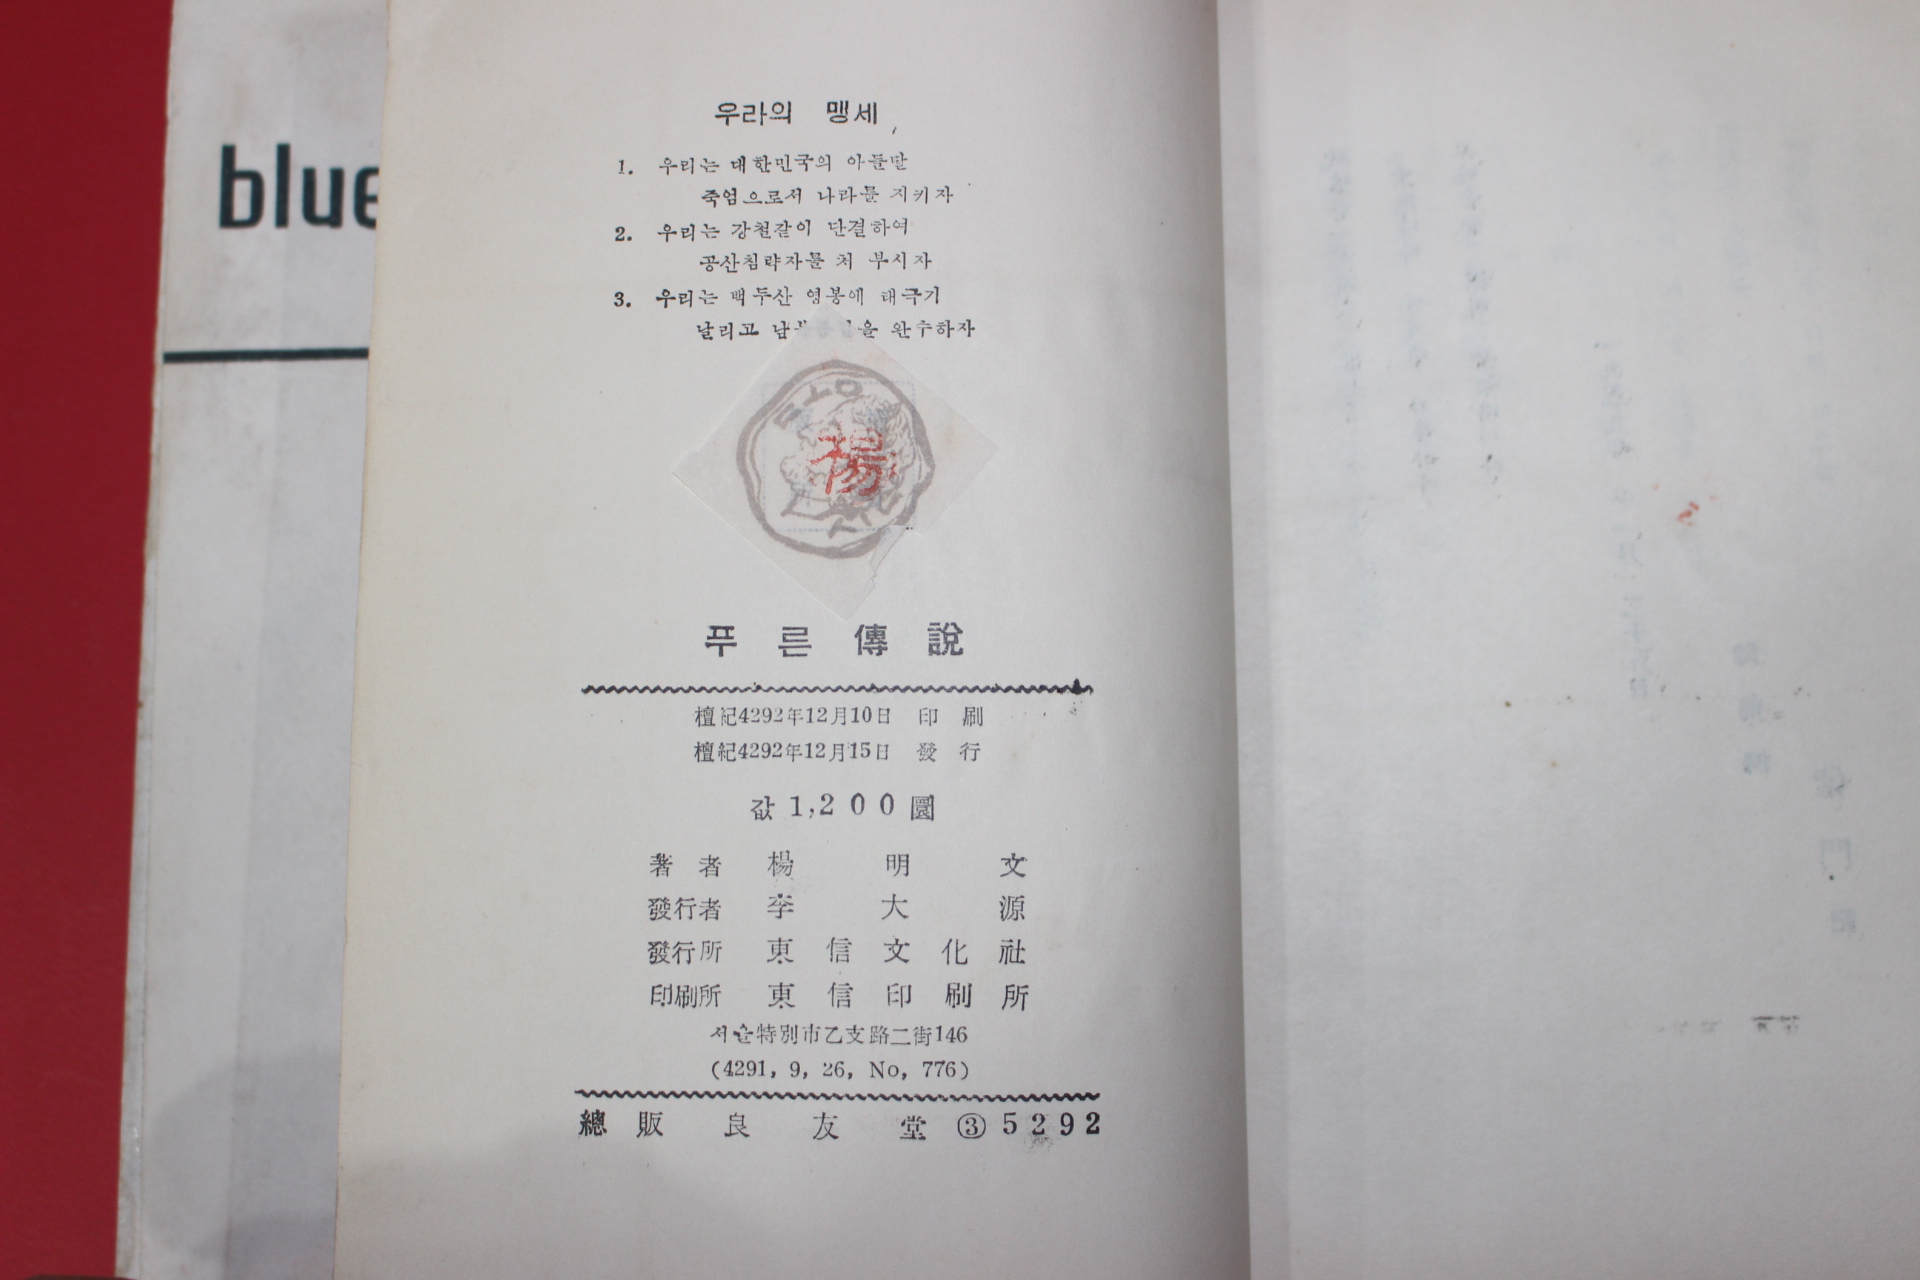 blue
우라의 맹세
1. 우리는 대한민국의 아들딸
죽엄으로서 나라를 지키자
2. 우리는 강철같이 단결하여
공산침략자를 처 부시자
3. 우리는 백두산 영봉에 태극기
날리고 을 완수하자
楊
푸른傳說
檀紀4292年12月10日 印刷
檀紀4292年12月15日 發行
값 1,200圜
著者 楊明文
發行者 李大源
發行所 東信文化社
印刷所 東信印刷所
서울特別市乙支路二街146
(4291, 9, 26, No, 776)
總販 良友堂 ③5292